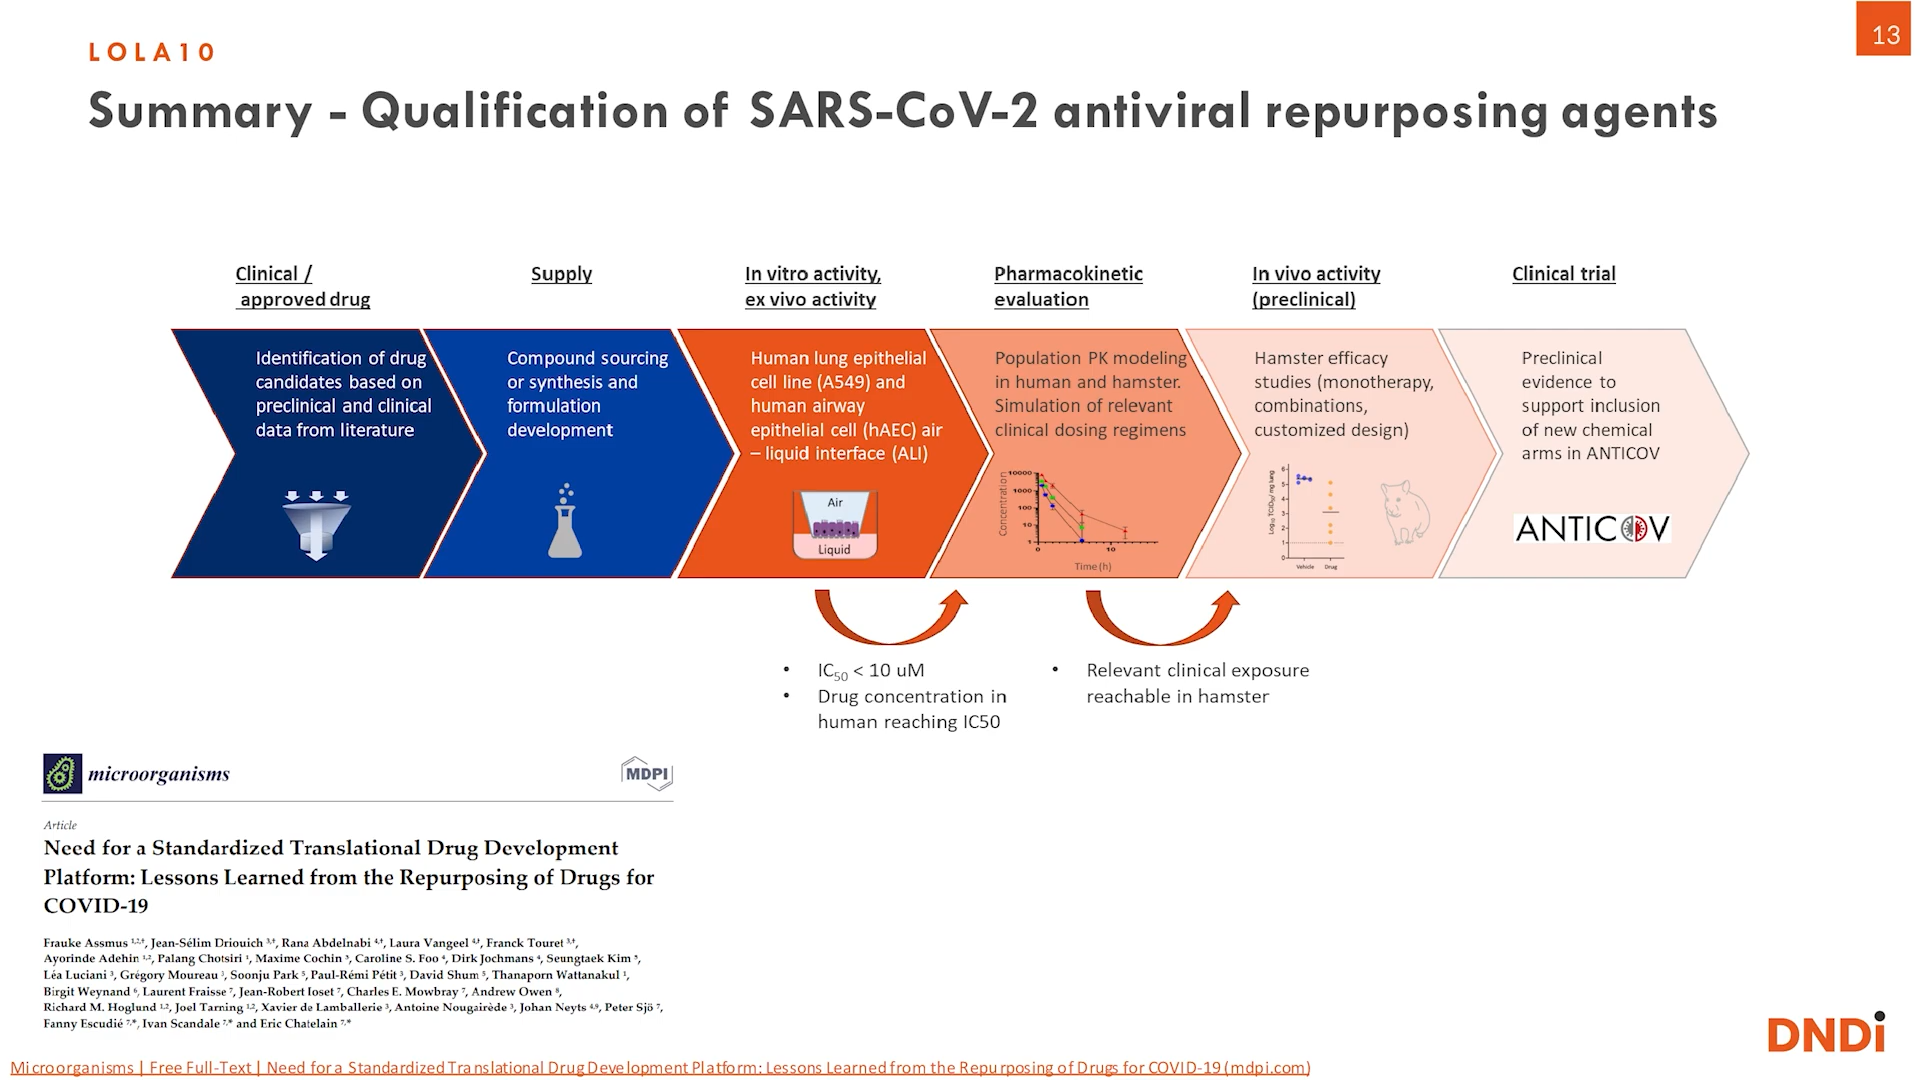 13
LOLA10
Summary - Qualification of SARS-CoV-2 antiviral repurposing agents
Clinical /
approved drug
Supply
In vitro activity,
ex vivo activity
Pharmacokinetic
evaluation
In vivo activity
(preclinical)
Clinical trial
Identification of drug
candidates based on
preclinical and clinical
data from literature
Compound sourcing
or synthesis and
formulation
development
Human lung epithelial
cell line (A549) and
human airway
epithelial cell (hAEC) air
– liquid interface (ALI)
Air
Liquid
Population PK modeling
in human and hamster.
Simulation of relevant
clinical dosing regimens
Concentration
10000
1000
100
10
1
0
10
Time (h)
Hamster efficacy
studies (monotherapy,
combinations,
customized design)
Log10 TCID50/ mg lung
6
5
4
3
2
1
0
Vehicle
Drug
Preclinical
evidence to
support inclusion
of new chemical
arms in ANTICOV
ANTICOV
• IC50 < 10 uM
• Drug concentration in
human reaching IC50
• Relevant clinical exposure
reachable in hamster
microorganisms
MDPI
Article
Need for a Standardized Translational Drug Development
Platform: Lessons Learned from the Repurposing of Drugs for
COVID-19
Frauke Assmus 1,2,†, Jean-Sélim Driouich 3,†, Rana Abdelnabi 4,†, Laura Vangeel 4,†, Franck Touret 3,†,
Ayorinde Adehin 1,2, Palang Chotsiri 1, Maxime Cochin 3, Caroline S. Foo 4, Dirk Jochmans 4, Seungtaek Kim 5,
Léa Luciani 3, Grégory Moureau 3, Soonju Park 5, Paul-Rémi Pétit 3, David Shum 5, Thanaporn Wattanakul 1,
Birgit Weynand 6, Laurent Fraisse 7, Jean-Robert Ioset 7, Charles E. Mowbray 7, Andrew Owen 8,
Richard M. Hoglund 1,2, Joel Tarning 1,2, Xavier de Lamballerie 3, Antoine Nougairède 3, Johan Neyts 4,9, Peter Sjö 7,
Fanny Escudié 7,*, Ivan Scandale 7,* and Eric Chatelain 7,*
DNDi
Microorganisms | Free Full-Text | Need for a Standardized Translational Drug Development Platform: Lessons Learned from the Repurposing of Drugs for COVID-19 (mdpi.com)